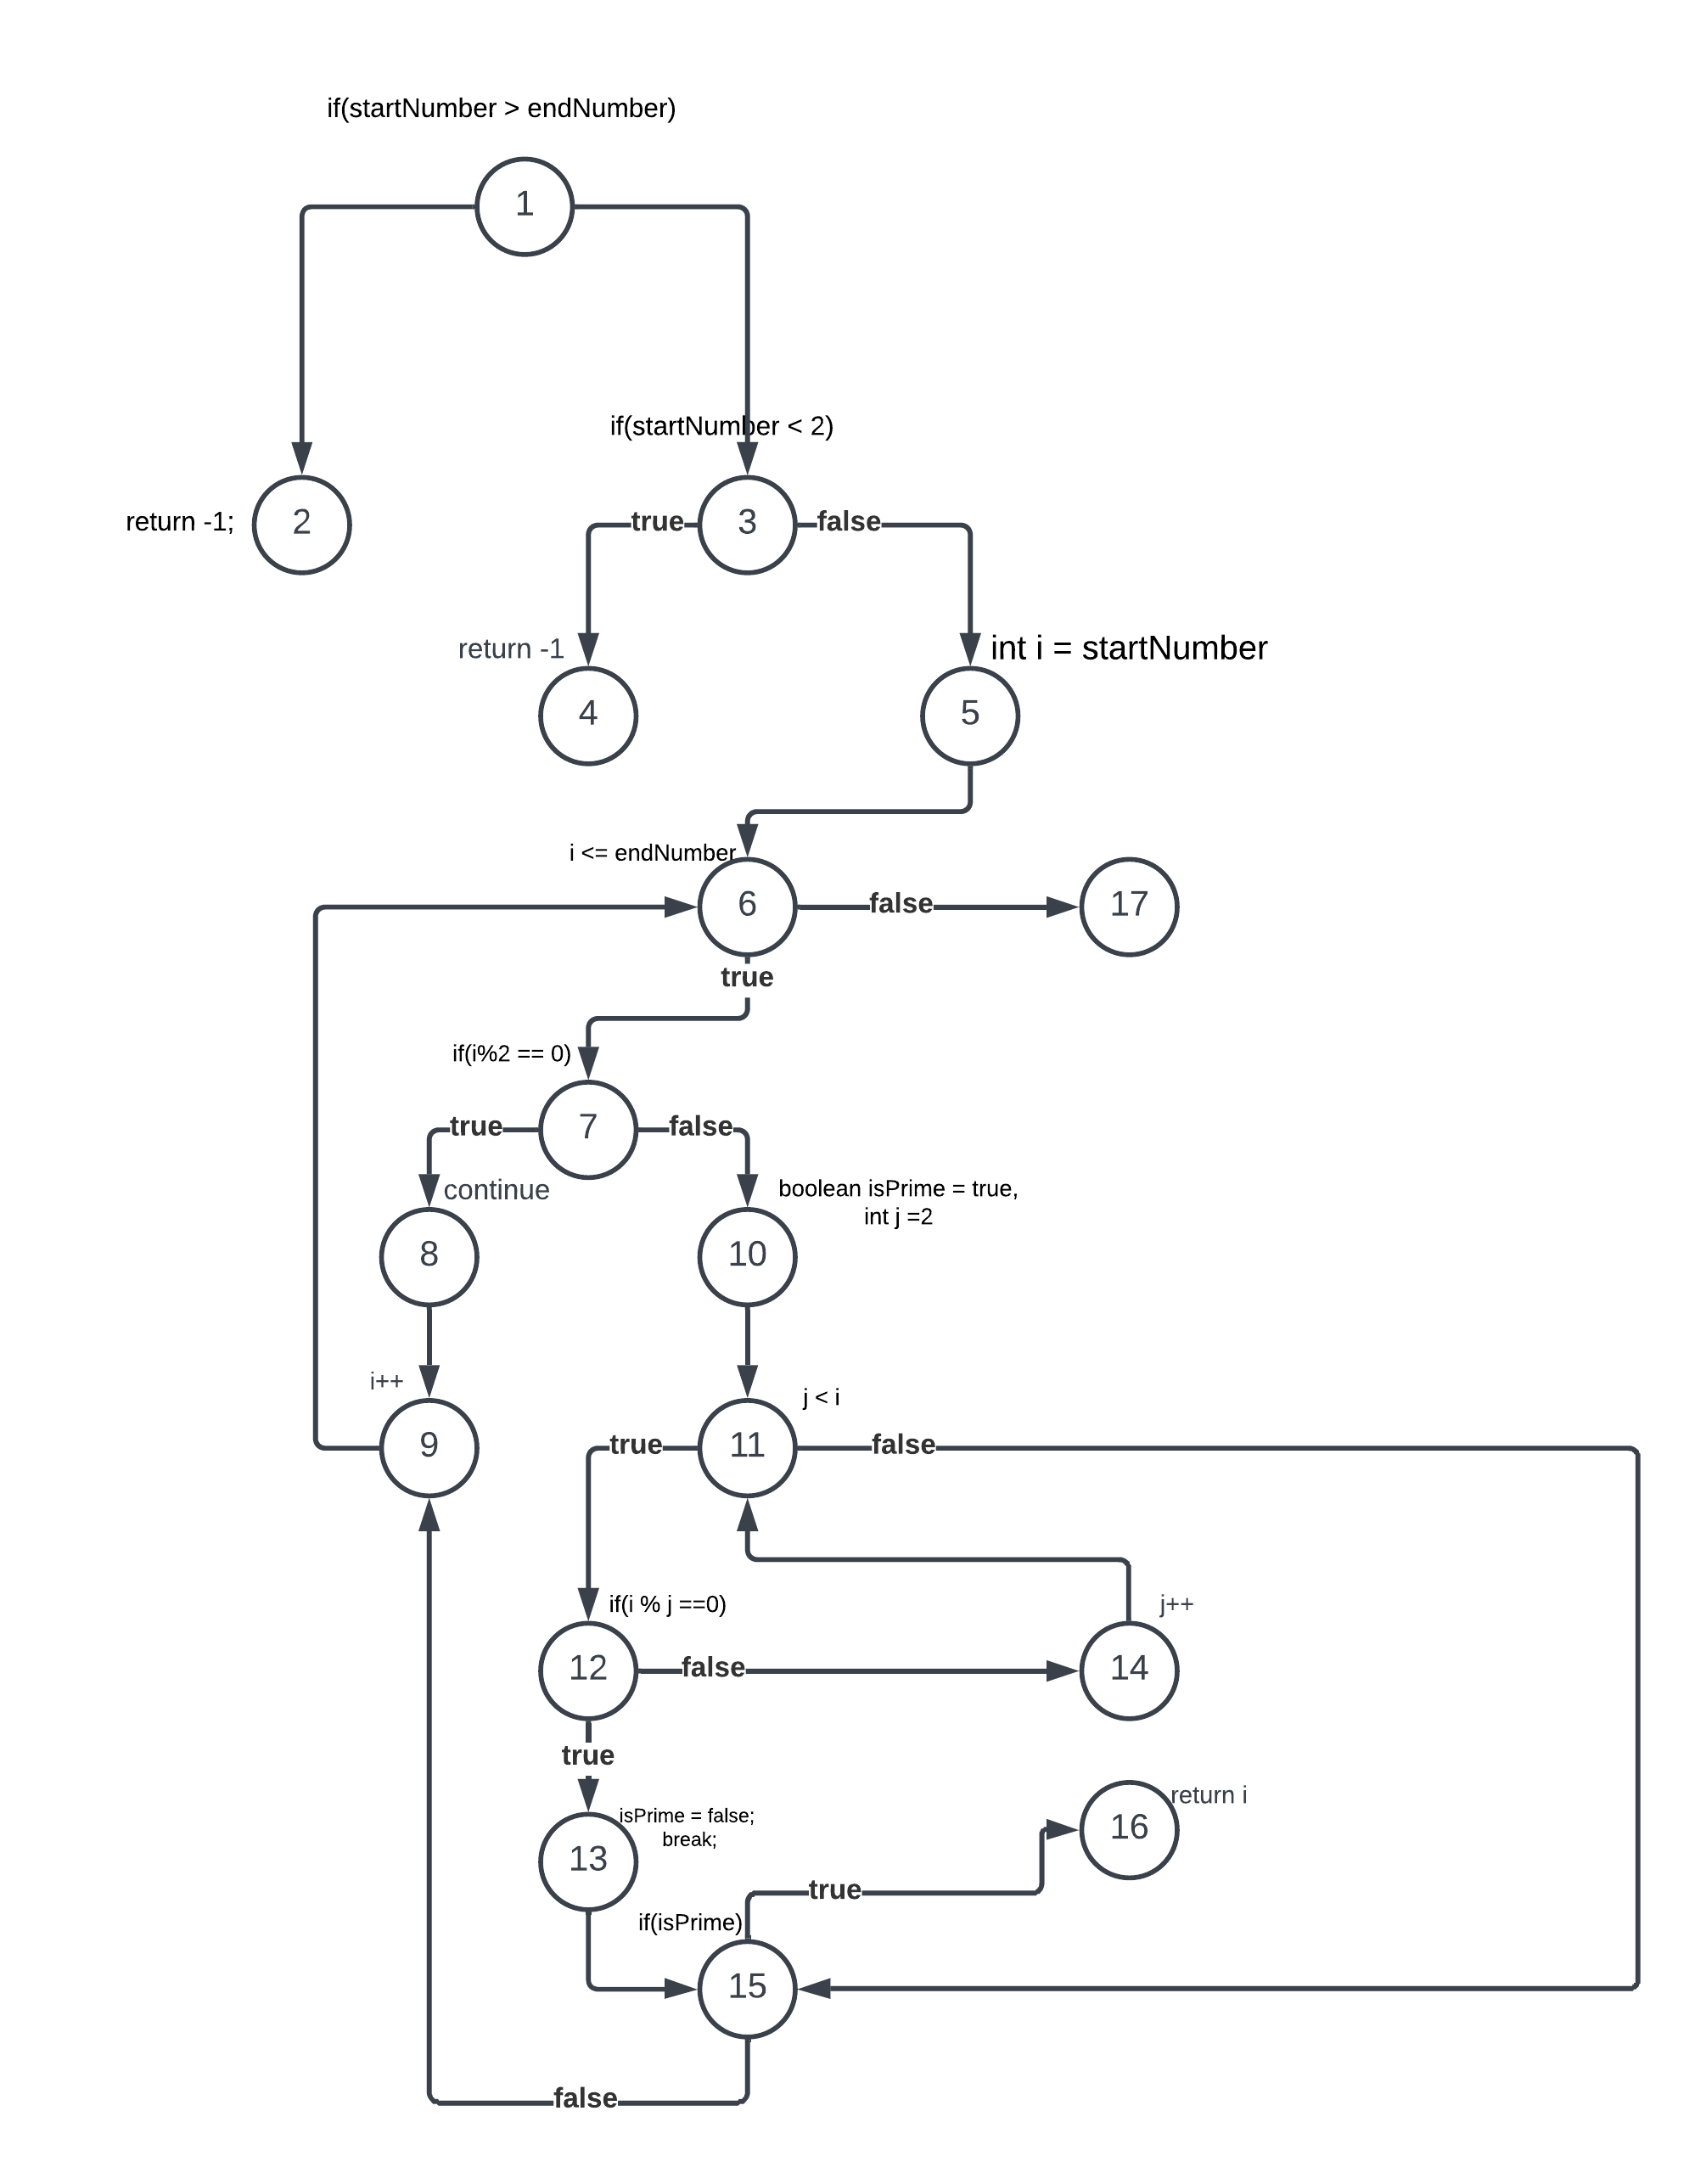 if(startNumber > endNumber)
1
if(startNumber < 2)
return -1;
2
true
3
false
return -1
int i = startNumber
4
5
i <= endNumber
6
false
17
true
if(i%2 == 0)
true
7
false
continue
boolean isPrime = true,
int j =2
8
10
i++
j < i
9
true
11
false
if(i % j ==0)
j++
12
false
14
true
return i
isPrime = false;
break;
16
13
true
if(isPrime)
15
false